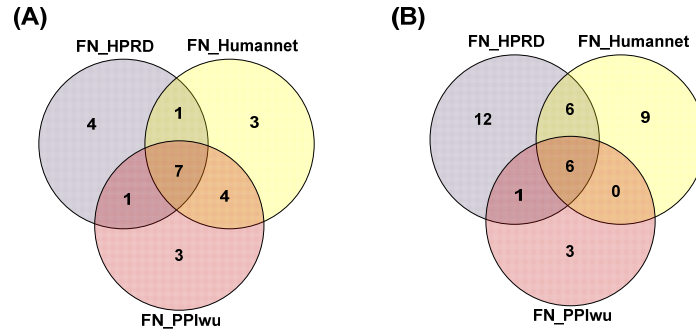 (A)
FN_HPRD
FN_Humannet
4
1
3
7
1
4
3
FN_PPIwu
(B)
FN_HPRD
FN_Humannet
12
6
9
6
1
0
3
FN_PPIwu